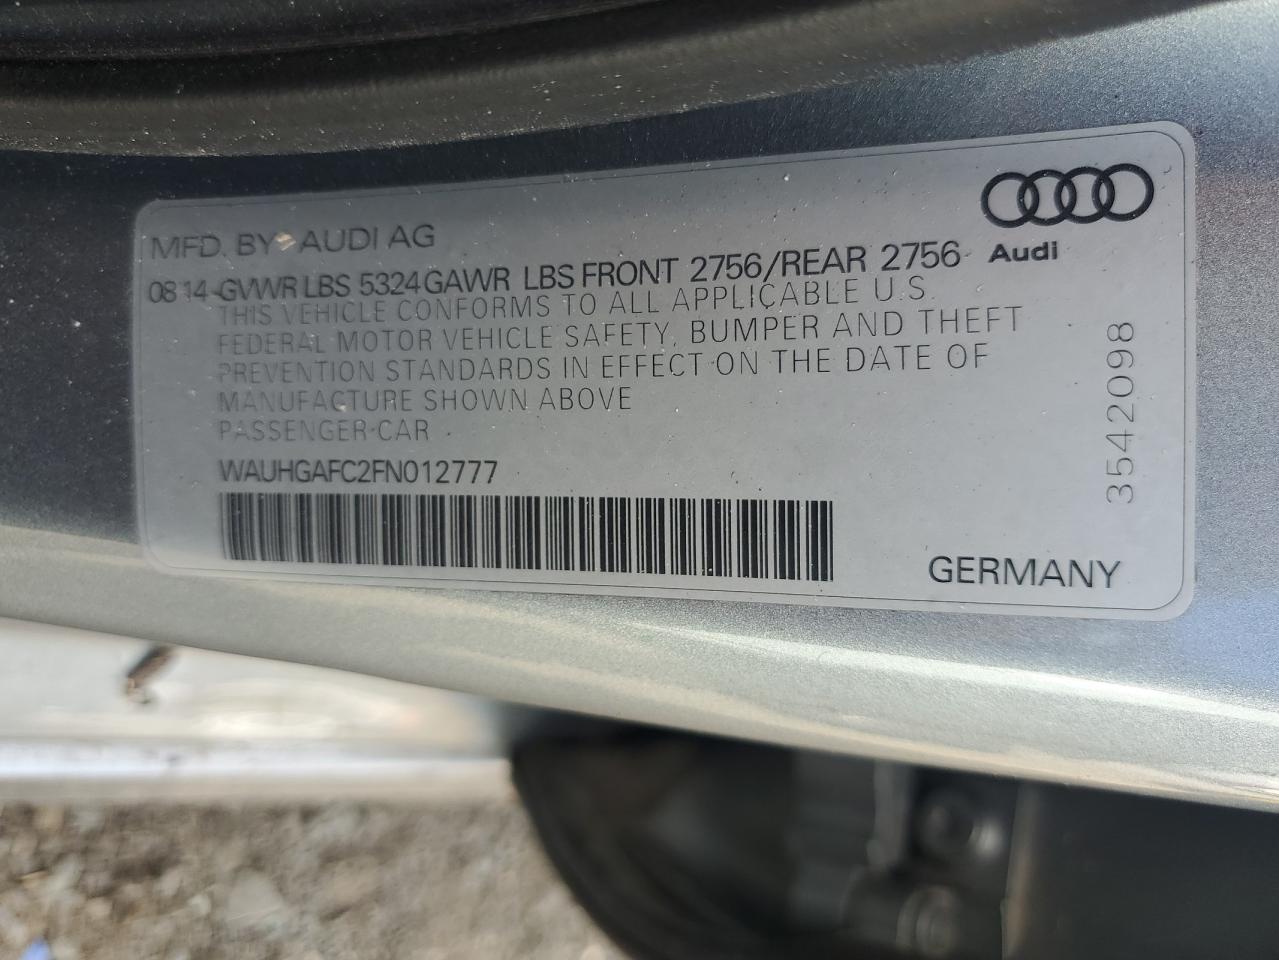 MFD. BY AUDI AG
Audi
08 14 GVWR LBS 5324 GAWR LBS FRONT 2756/REAR 2756
THIS VEHICLE CONFORMS TO ALL APPLICABLE U.S.
FEDERAL MOTOR VEHICLE SAFETY, BUMPER AND THEFT
PREVENTION STANDARDS IN EFFECT ON THE DATE OF
MANUFACTURE SHOWN ABOVE
PASSENGER CAR
WAUHGAFC2FN012777
GERMANY
3542098